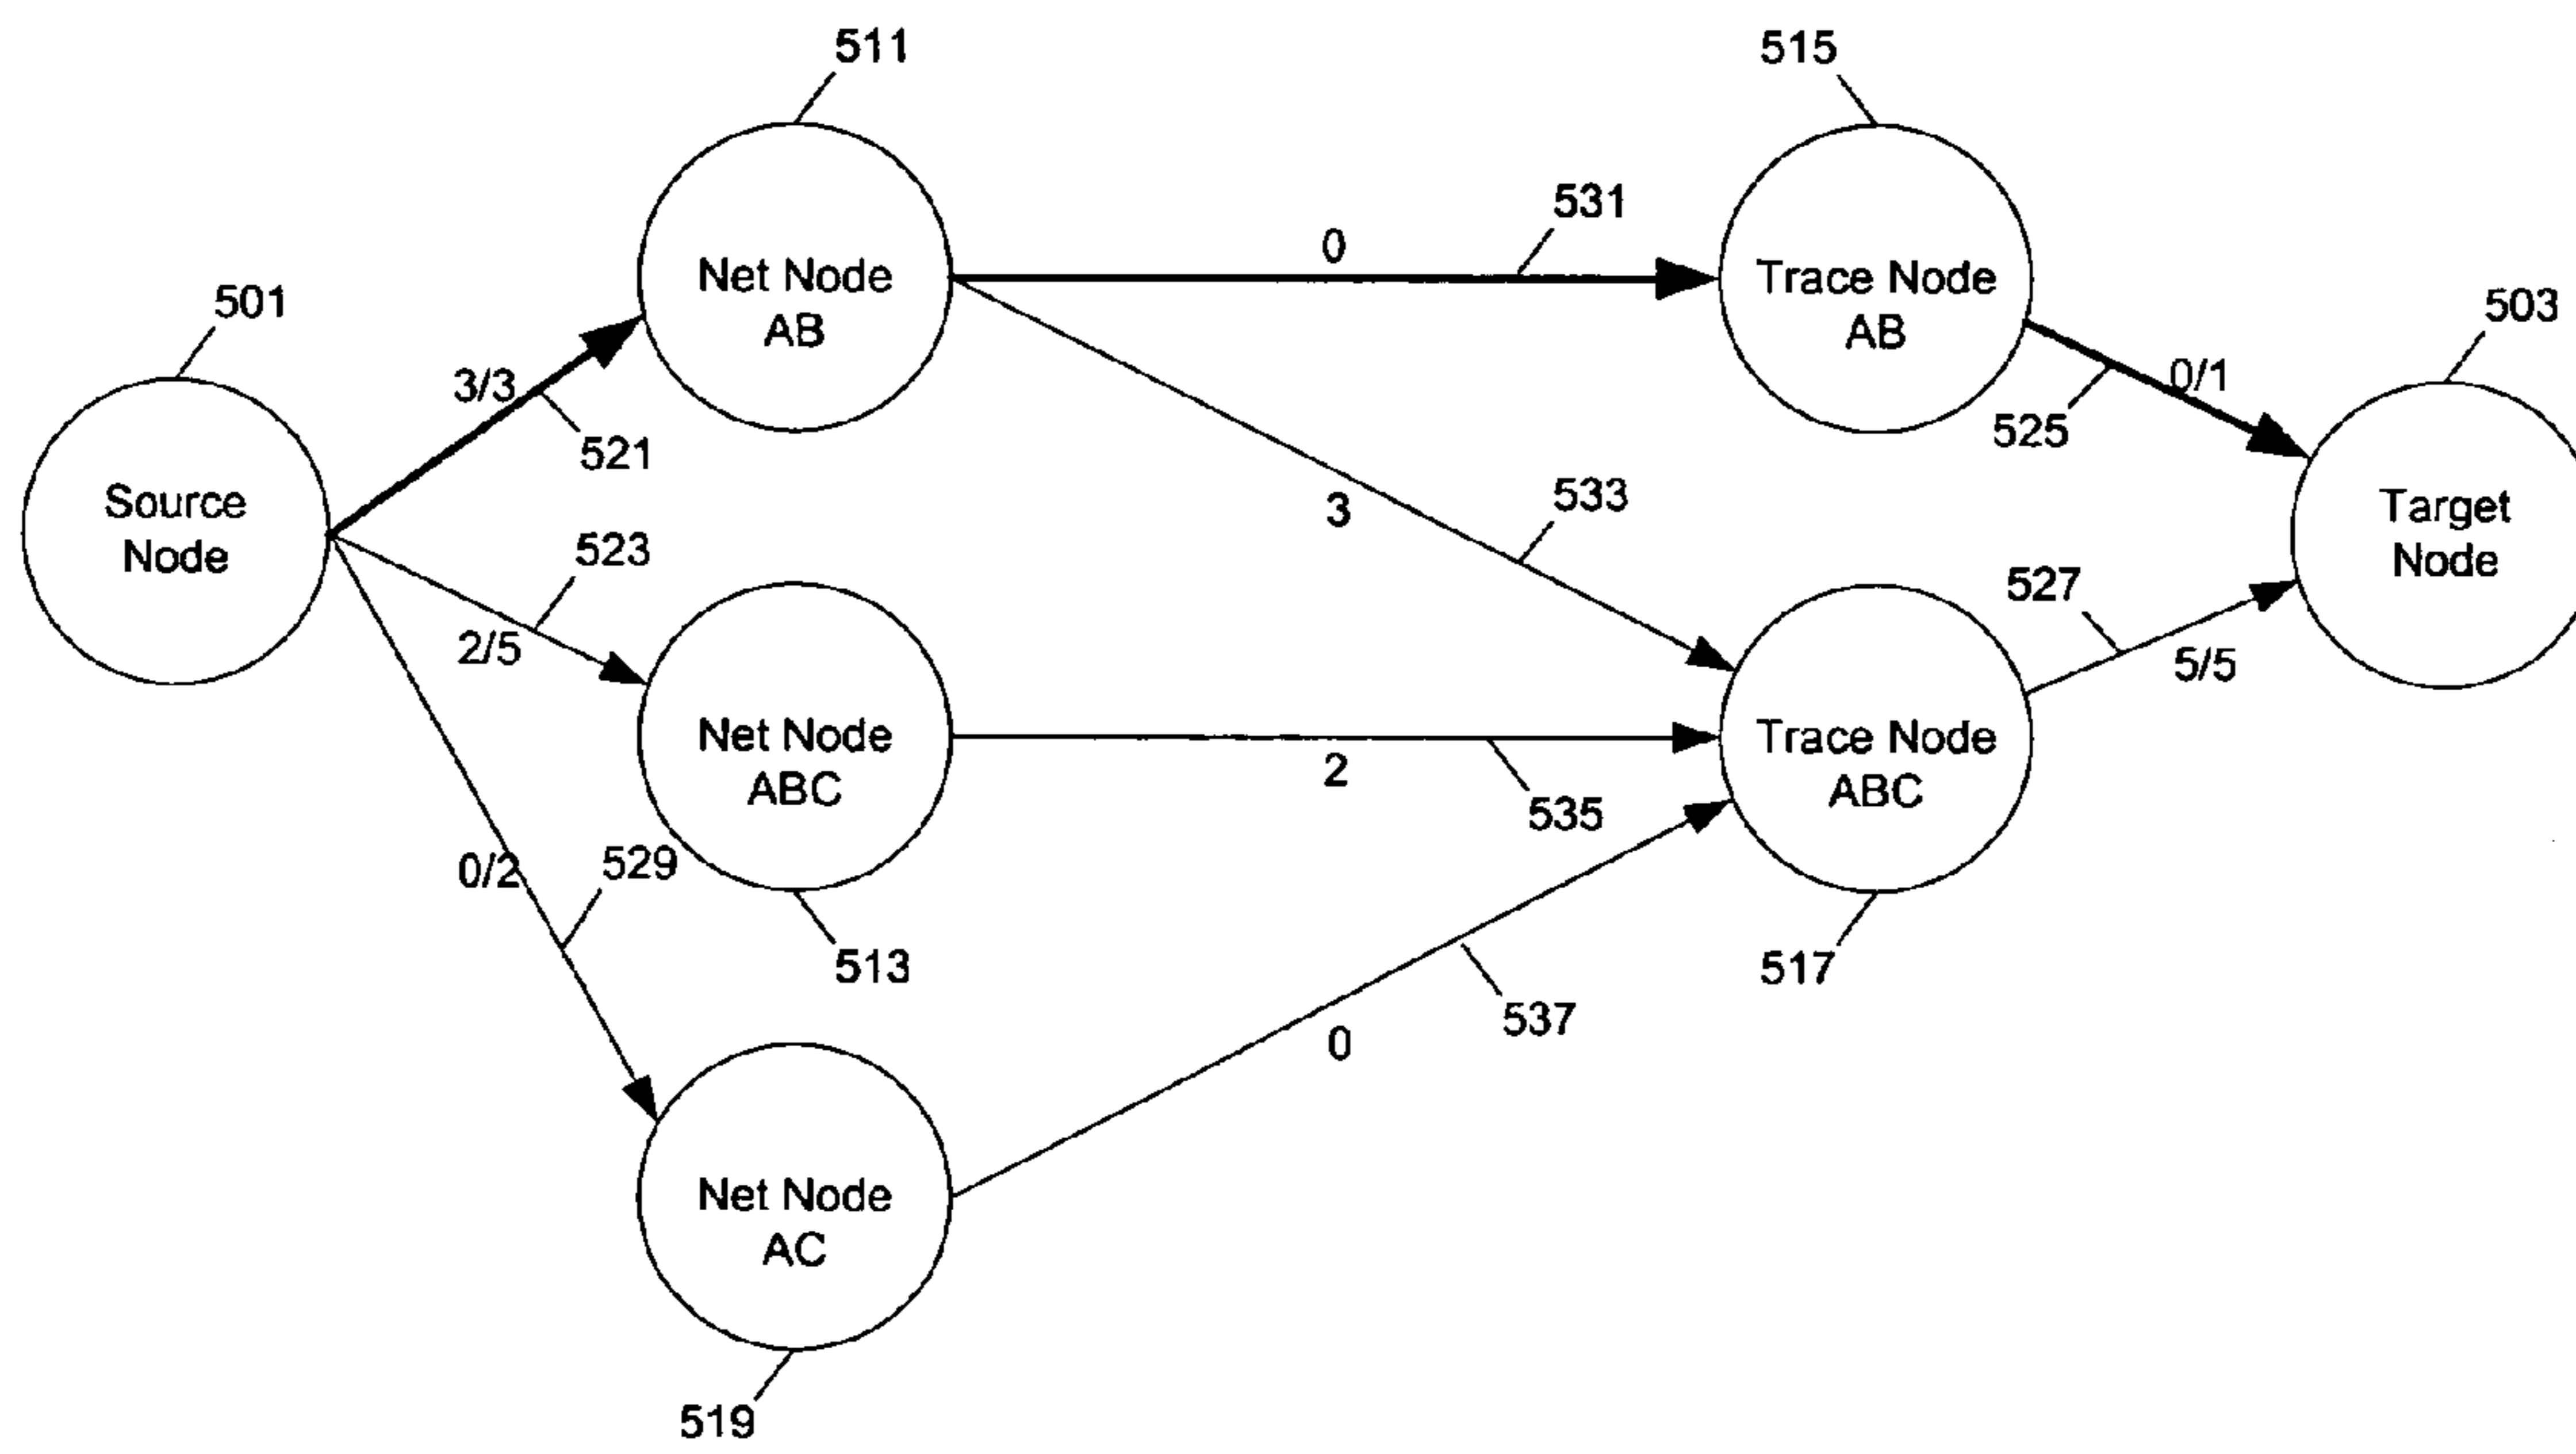 511
515
501
531
0
503
Net Node
AB
Trace Node
AB
3/3
521
0/1
525
Source
Node
523
2/5
3
533
Target
Node
527
5/5
Net Node
ABC
2
535
Trace Node
ABC
0/2
529
513
517
537
0
Net Node
AC
519